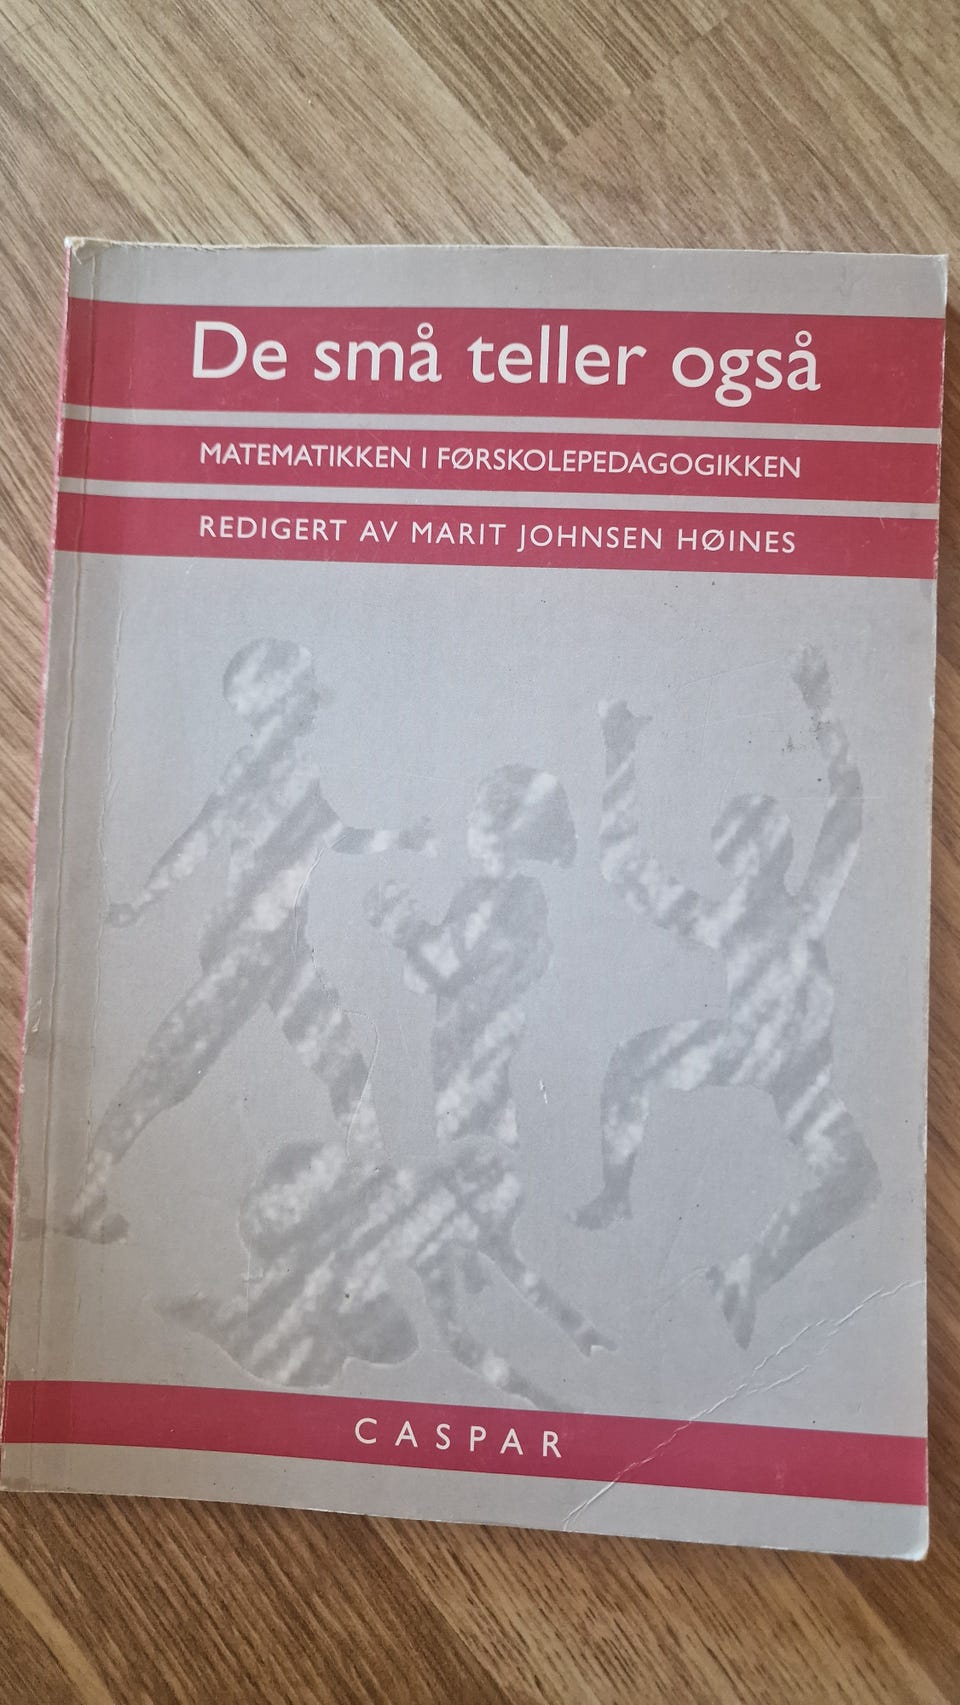 De små teller også
MATEMATIKKEN I FØRSKOLEPEDAGOGIKKEN
REDIGERT AV MARIT JOHNSEN HØINES
CASPAR